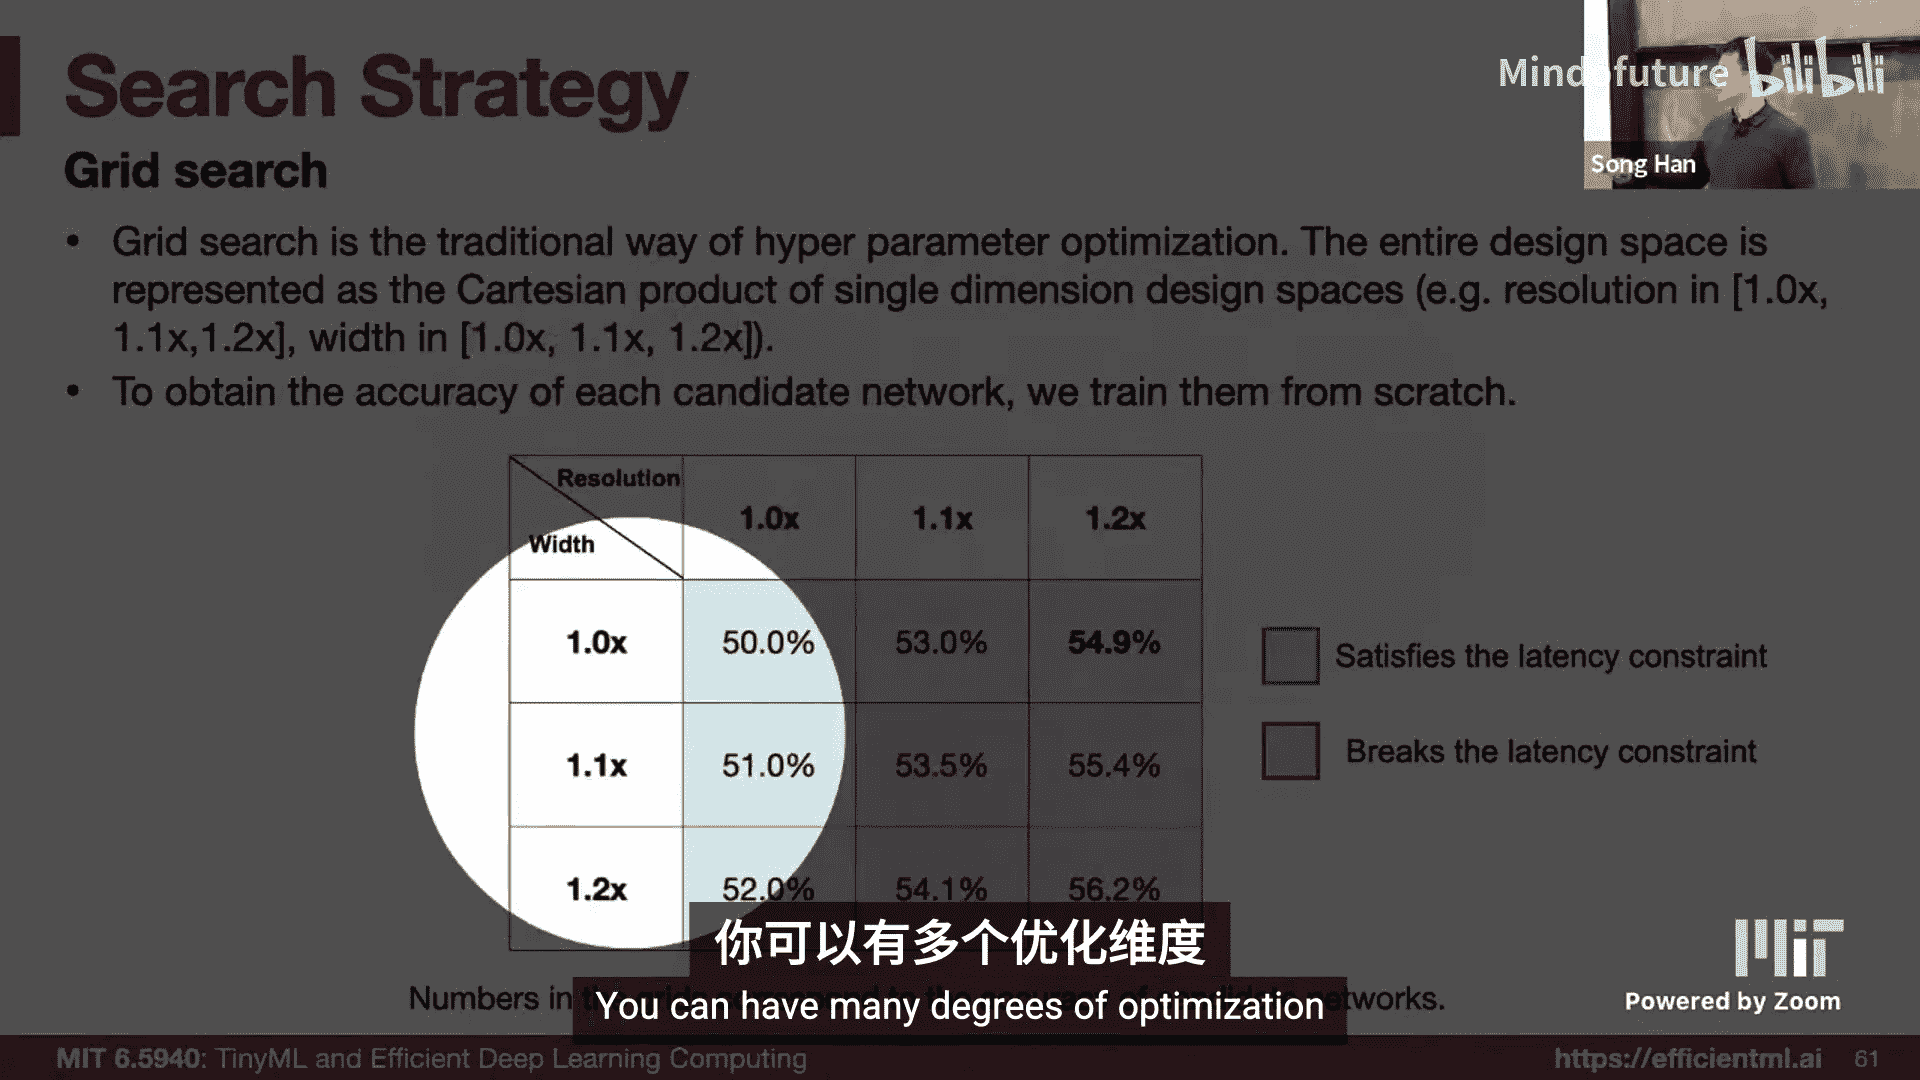 Search Strategy
Mind
future bilibili
Song Han
Grid search
• Grid search is the traditional way of hyper parameter optimization. The entire design space is
represented as the Cartesian product of single dimension design spaces (e.g. resolution in [1.0x,
1.1x,1.2x], width in [1.0x, 1.1x, 1.2x]).
• To obtain the accuracy of each candidate network, we train them from scratch.
Resolution
Width
1.0x 1.1x 1.2x
1.0x 50.0% 53.0% 54.9%
1.1x 51.0% 53.5% 55.4%
1.2x 52.0% 54.1% 56.2%
Satisfies the latency constraint
Breaks the latency constraint
你可以有多个优化维度
Numbers in
You can have many degrees of optimization
MIT
Powered by Zoom
MIT 6.5940: TinyML and Efficient Deep Learning Computing
https://efficientml.ai 61